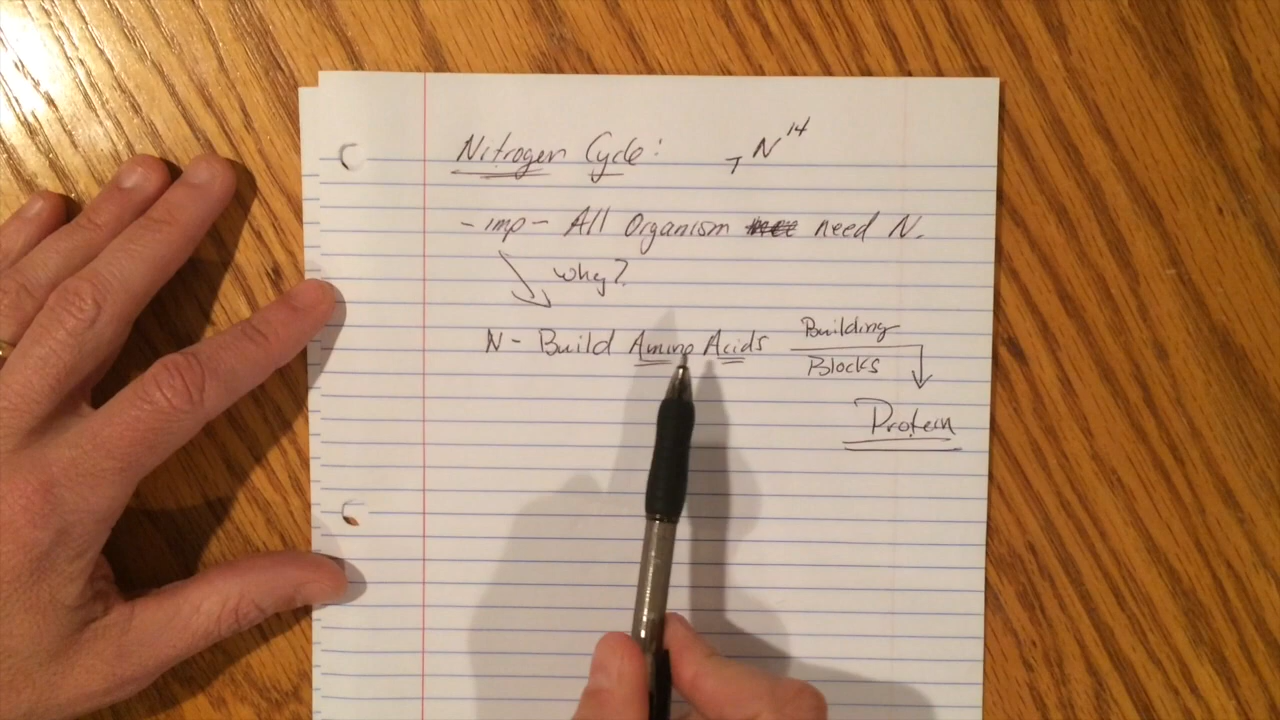 Nitrogen Cycle: 7N14
- imp - All Organism need N.
why?
N - Build Amino Acids Building Blocks
Protein